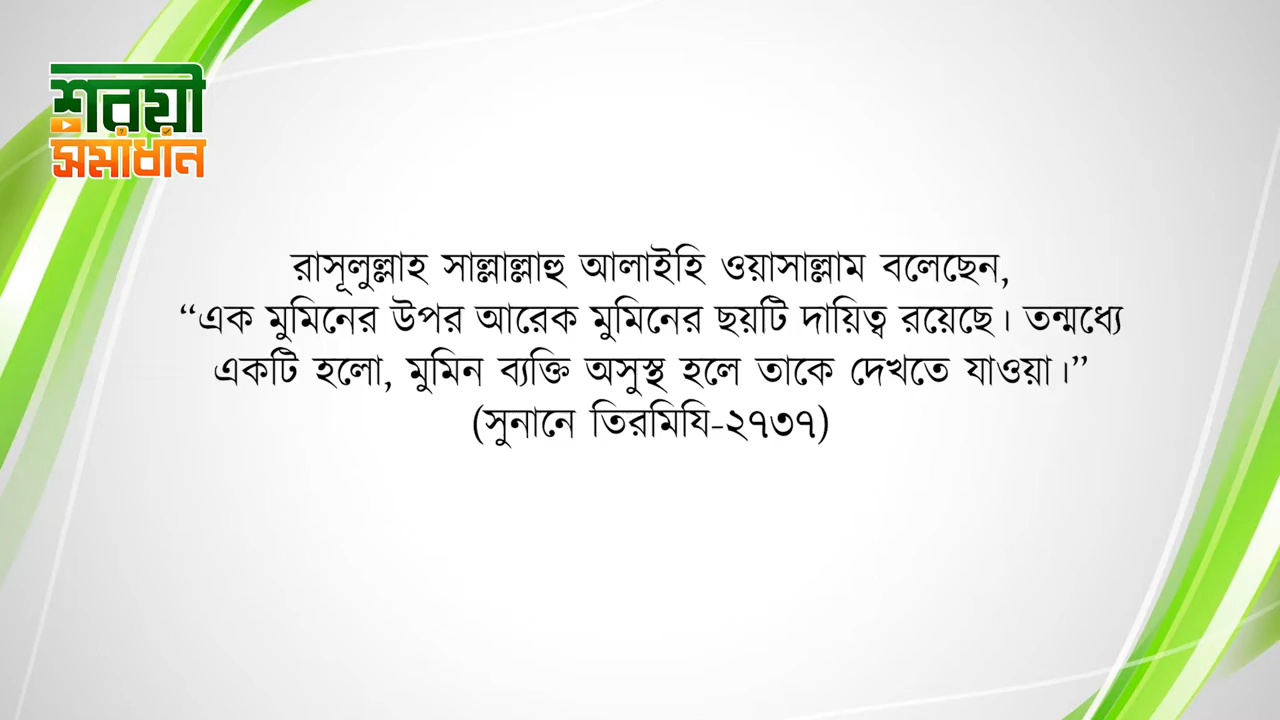 শরয়ী
সমাধান
রাসূলুল্লাহ সাল্লাল্লাহু আলাইহি ওয়াসাল্লাম বলেছেন,
“এক মুমিনের উপর আরেক মুমিনের ছয়টি দায়িত্ব রয়েছে। তন্মধ্যে
একটি হলো, মুমিন ব্যক্তি অসুস্থ হলে তাকে দেখতে যাওয়া।”
(সুনানে তিরমিযি-২৭৩৭)